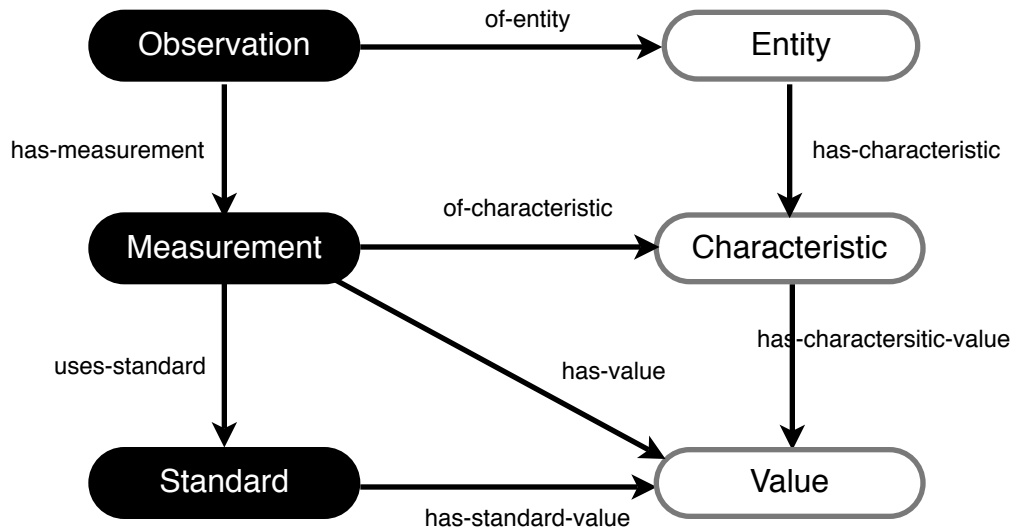 of-entity
Observation
Entity
has-measurement
has-characteristic
of-characteristic
Measurement
Characteristic
uses-standard
has-value
has-charactersitic-value
Standard
Value
has-standard-value